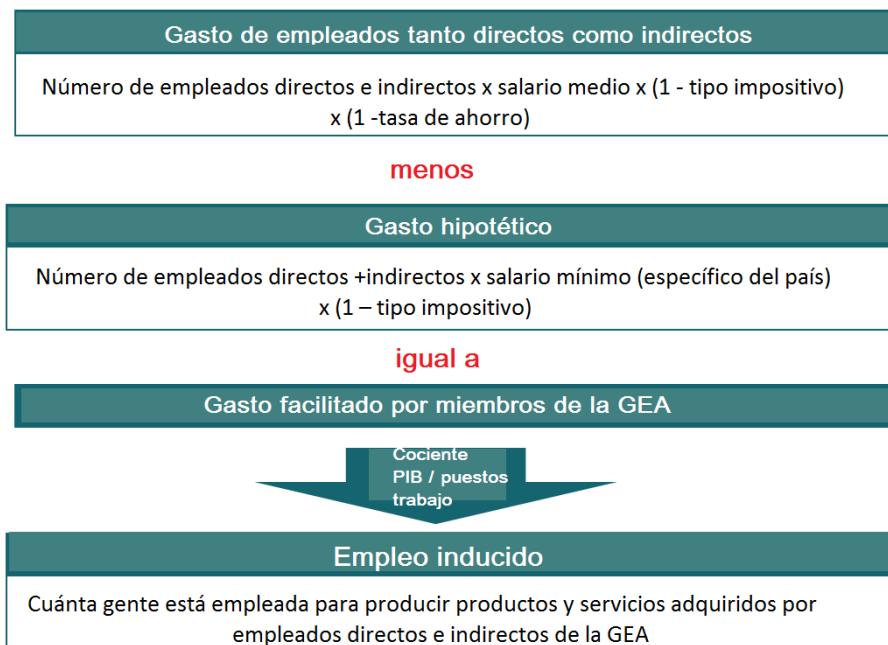 Gasto de empleados tanto directos como indirectos
Número de empleados directos e indirectos x salario medio x (1 - tipo impositivo)
x (1 -tasa de ahorro)
menos
Gasto hipotético
Número de empleados directos +indirectos x salario mínimo (específico del país)
x (1 – tipo impositivo)
igual a
Gasto facilitado por miembros de la GEA
Cociente
PIB / puestos
trabajo
Empleo inducido
Cuánta gente está empleada para producir productos y servicios adquiridos por
empleados directos e indirectos de la GEA